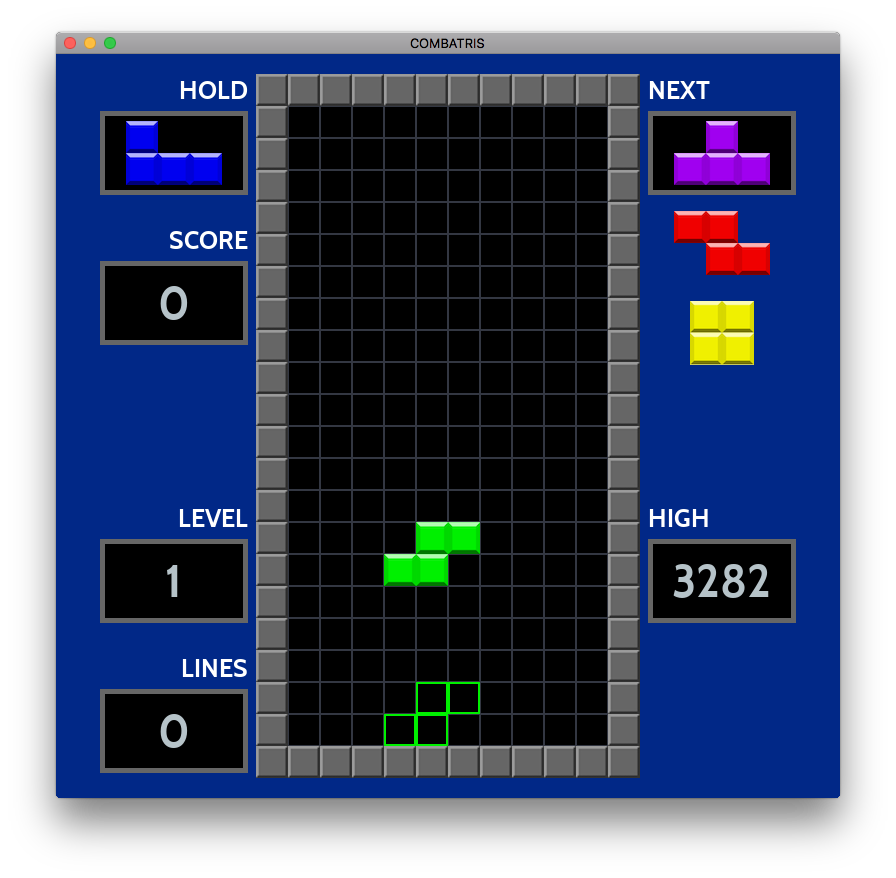 COMBATRIS
HOLD
NEXT
SCORE
0
LEVEL
1
HIGH
3282
LINES
0